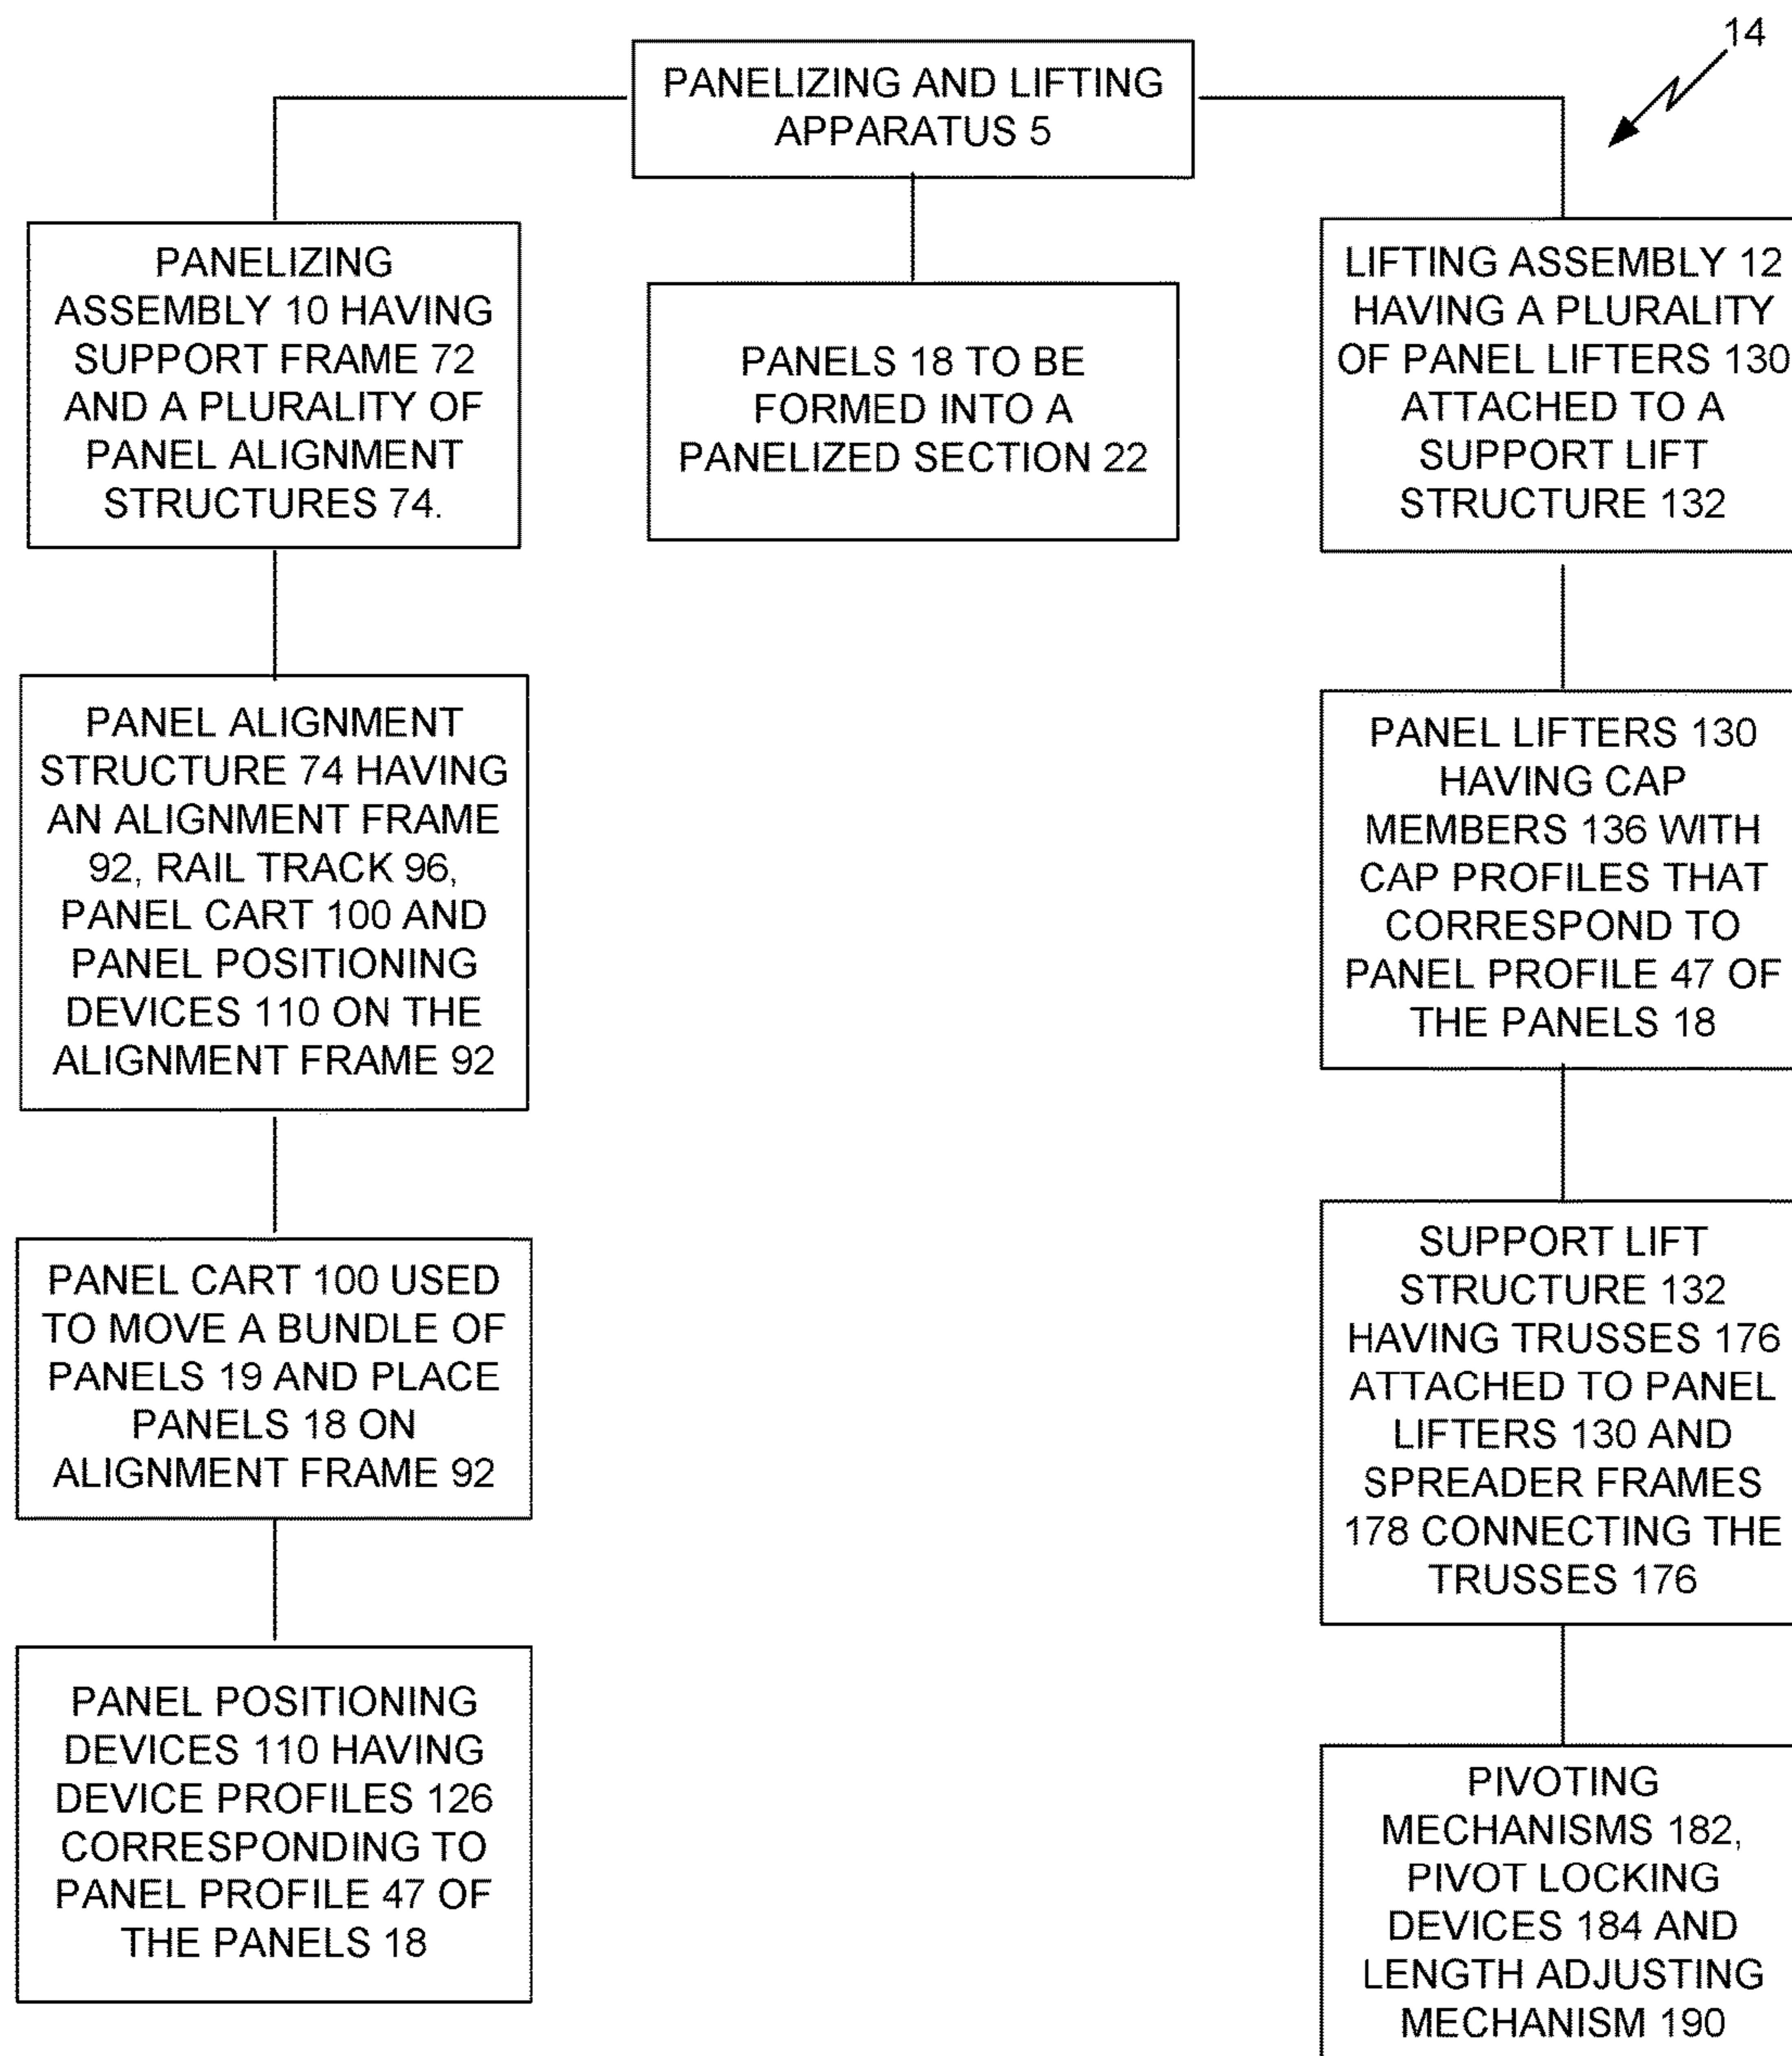 14
PANELIZING AND LIFTING
APPARATUS 5
PANELIZING
ASSEMBLY 10 HAVING
SUPPORT FRAME 72
AND A PLURALITY OF
PANEL ALIGNMENT
STRUCTURES 74.
PANELS 18 TO BE
FORMED INTO A
PANELIZED SECTION 22
LIFTING ASSEMBLY 12
HAVING A PLURALITY
OF PANEL LIFTERS 130
ATTACHED TO A
SUPPORT LIFT
STRUCTURE 132
PANEL ALIGNMENT
STRUCTURE 74 HAVING
AN ALIGNMENT FRAME
92, RAIL TRACK 96,
PANEL CART 100 AND
PANEL POSITIONING
DEVICES 110 ON THE
ALIGNMENT FRAME 92
PANEL LIFTERS 130
HAVING CAP
MEMBERS 136 WITH
CAP PROFILES THAT
CORRESPOND TO
PANEL PROFILE 47 OF
THE PANELS 18
PANEL CART 100 USED
TO MOVE A BUNDLE OF
PANELS 19 AND PLACE
PANELS 18 ON
ALIGNMENT FRAME 92
SUPPORT LIFT
STRUCTURE 132
HAVING TRUSSES 176
ATTACHED TO PANEL
LIFTERS 130 AND
SPREADER FRAMES
178 CONNECTING THE
TRUSSES 176
PANEL POSITIONING
DEVICES 110 HAVING
DEVICE PROFILES 126
CORRESPONDING TO
PANEL PROFILE 47 OF
THE PANELS 18
PIVOTING
MECHANISMS 182,
PIVOT LOCKING
DEVICES 184 AND
LENGTH ADJUSTING
MECHANISM 190